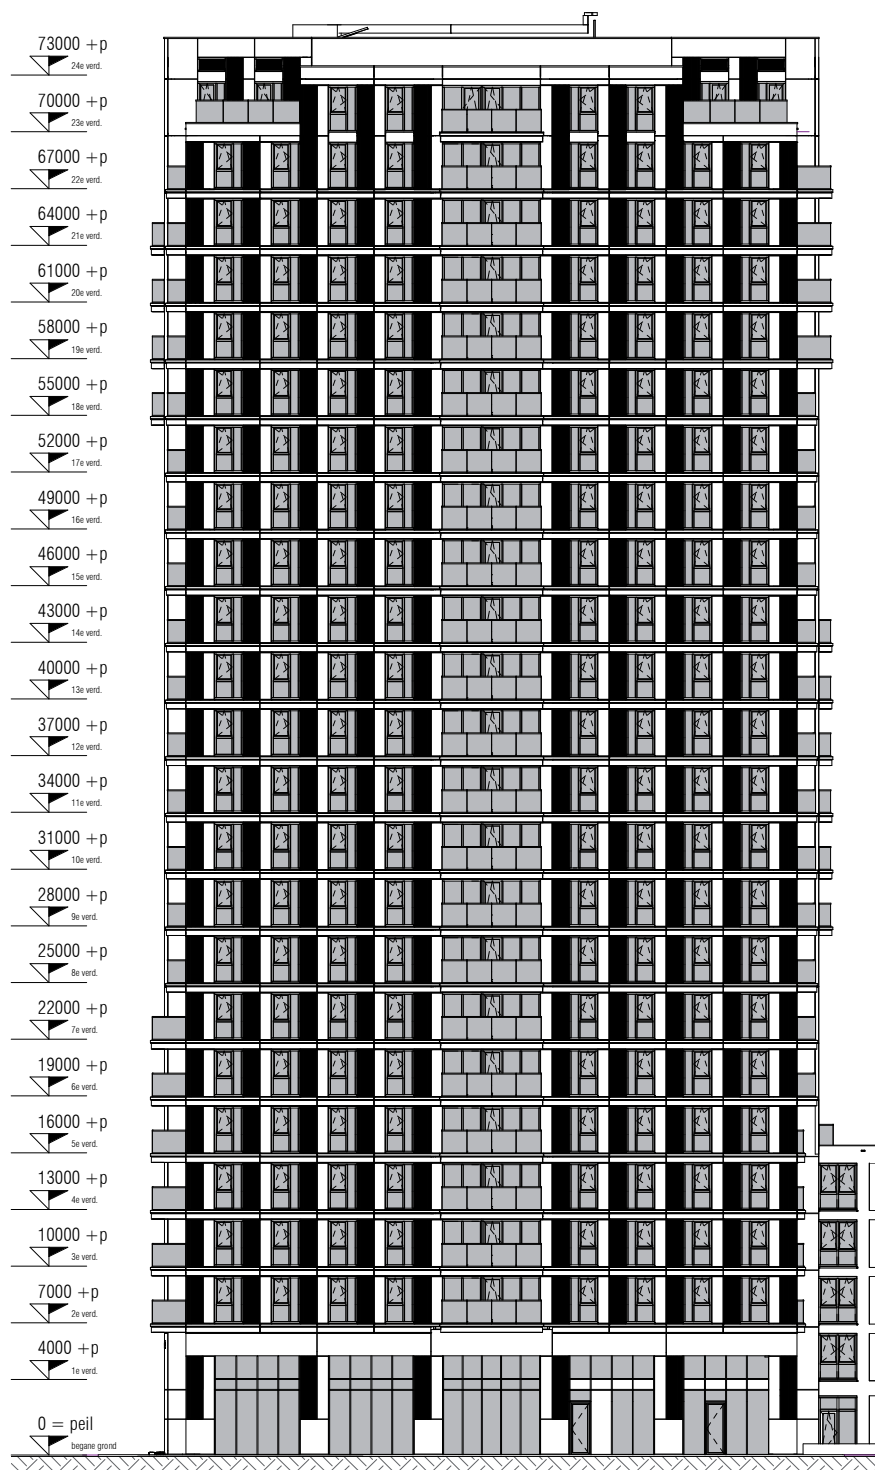 73000 +p
24e verd.
70000 +p
23e verd.
67000 +p
22e verd.
64000 +p
21e verd.
61000 +p
20e verd.
58000 +p
19e verd.
55000 +p
18e verd.
52000 +p
17e verd.
49000 +p
16e verd.
46000 +p
15e verd.
43000 +p
14e verd.
40000 +p
13e verd.
37000 +p
12e verd.
34000 +p
11e verd.
31000 +p
10e verd.
28000 +p
9e verd.
25000 +p
8e verd.
22000 +p
7e verd.
19000 +p
6e verd.
16000 +p
5e verd.
13000 +p
4e verd.
10000 +p
3e verd.
7000 +p
2e verd.
4000 +p
1e verd.
0 = peil
begane grond